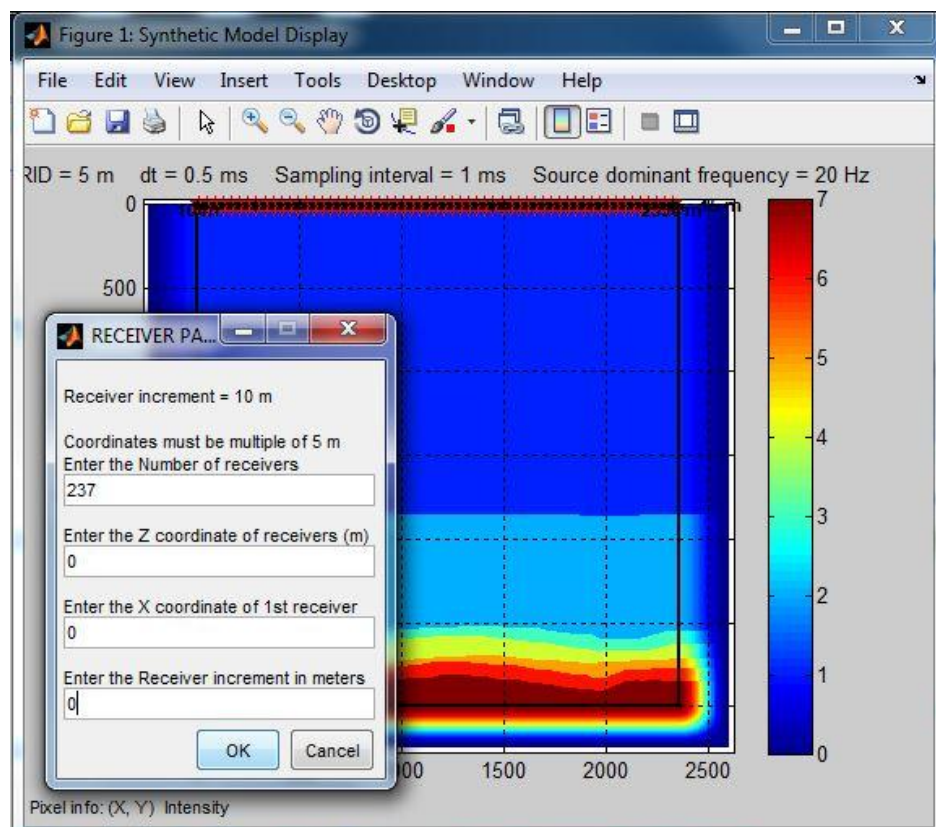 Figure 1: Synthetic Model Display
File Edit View Insert Tools Desktop Window Help
RID = 5 m dt = 0.5 ms Sampling interval = 1 ms Source dominant frequency = 20 Hz
0
500
1500
2000
2500
7
6
5
4
3
2
1
0
RECEIVER PA...
Receiver increment = 10 m
Coordinates must be multiple of 5 m
Enter the Number of receivers
237
Enter the Z coordinate of receivers (m)
0
Enter the X coordinate of 1st receiver
0
Enter the Receiver increment in meters
0
OK Cancel
Pixel info: (X, Y) Intensity